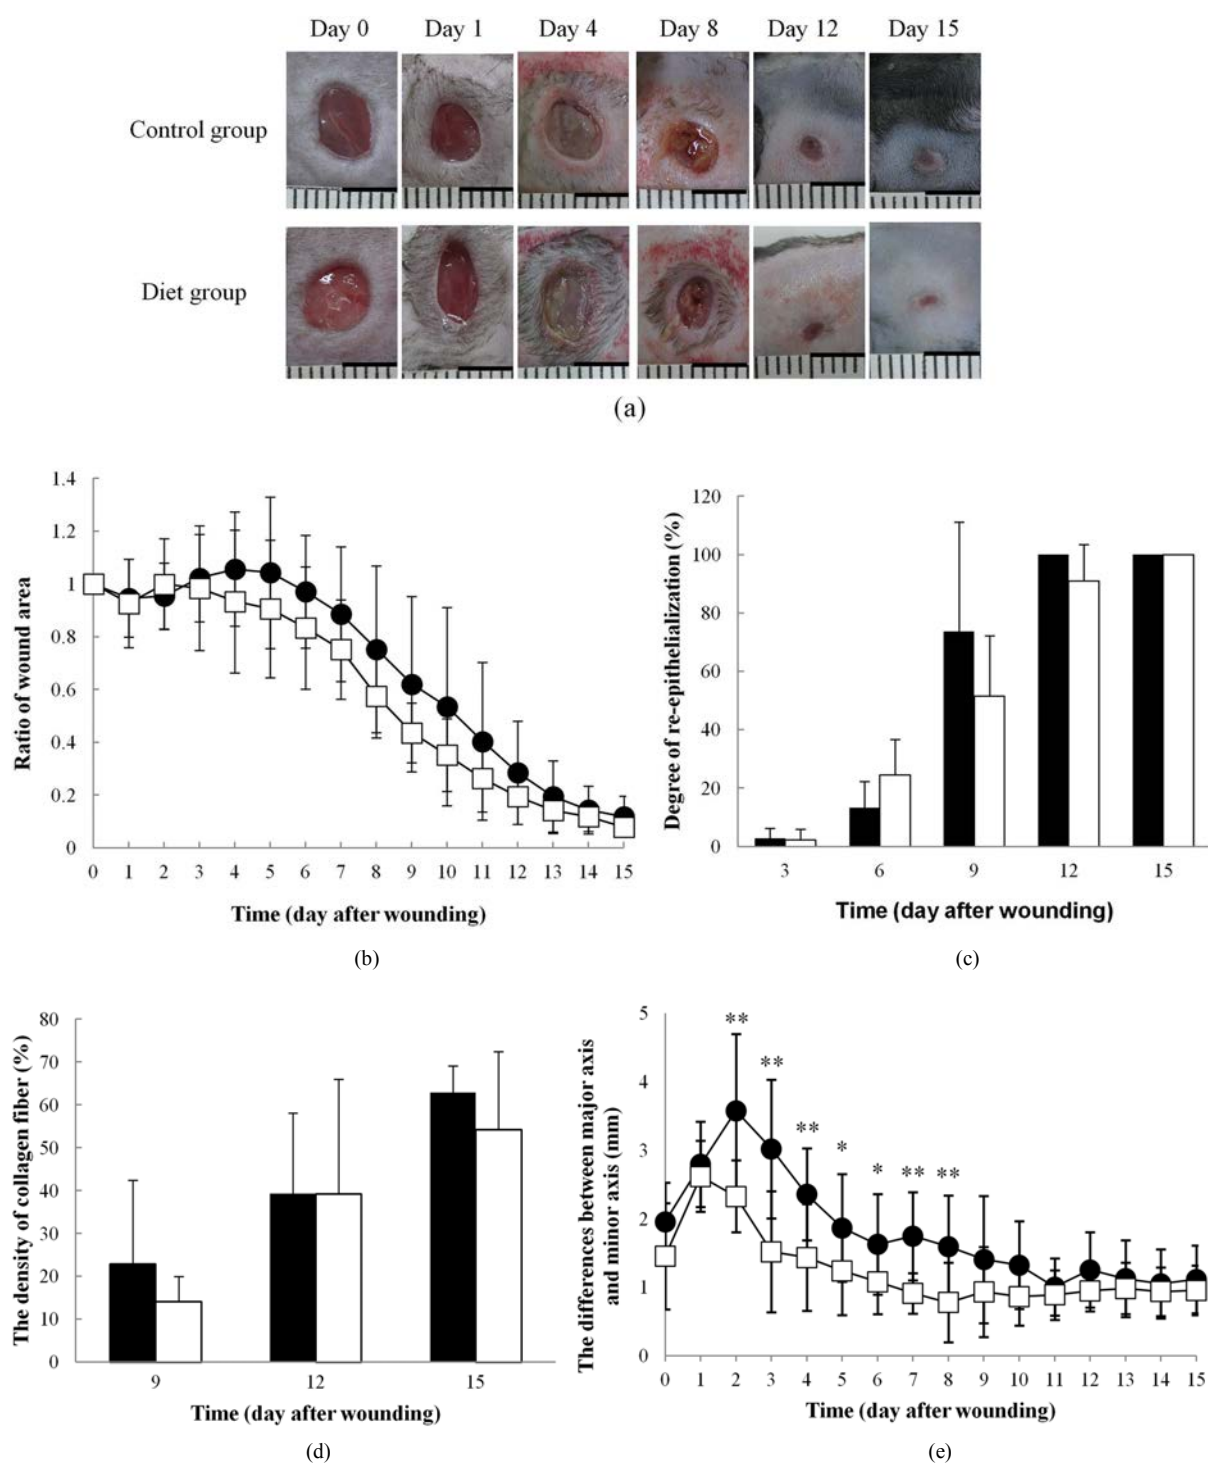 Day 0 Day 1 Day 4 Day 8 Day 12 Day 15
Control group
Diet group
(a)
Ratio of wound area
1.4
1.2
1
0.8
0.6
0.4
0.2
0
0 1 2 3 4 5 6 7 8 9 10 11 12 13 14 15
Time (day after wounding)
(b)
Degree of re-epithelialization (%)
120
100
80
60
40
20
0
3 6 9 12 15
Time (day after wounding)
(c)
The density of collagen fiber (%)
80
70
60
50
40
30
20
10
0
9 12 15
Time (day after wounding)
(d)
The differences between major axis
and minor axis (mm)
5
4
3
2
1
0
** ** ** * * ** **
0 1 2 3 4 5 6 7 8 9 10 11 12 13 14 15
Time (day after wounding)
(e)